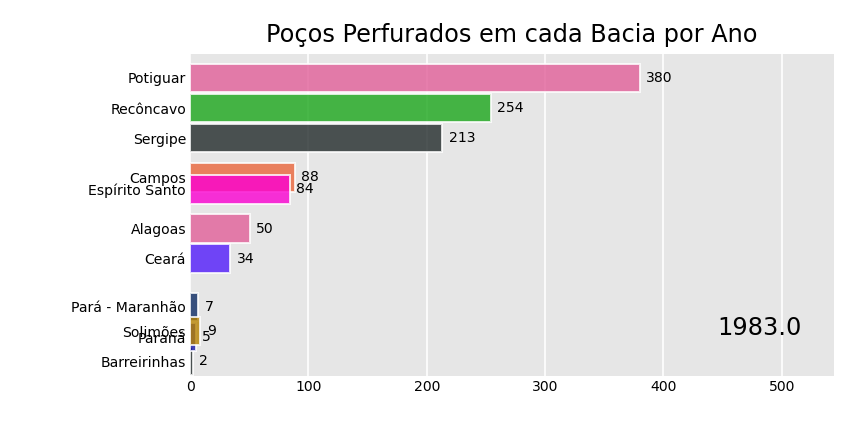 Poços Perfurados em cada Bacia por Ano
Potiguar 380
Recôncavo 254
Sergipe 213
Campos 88
Espírito Santo 84
Alagoas 50
Ceará 34
Pará - Maranhão 7
Solimões 9
1983.0
Paraná 5
Barreirinhas 2
0 100 200 300 400 500